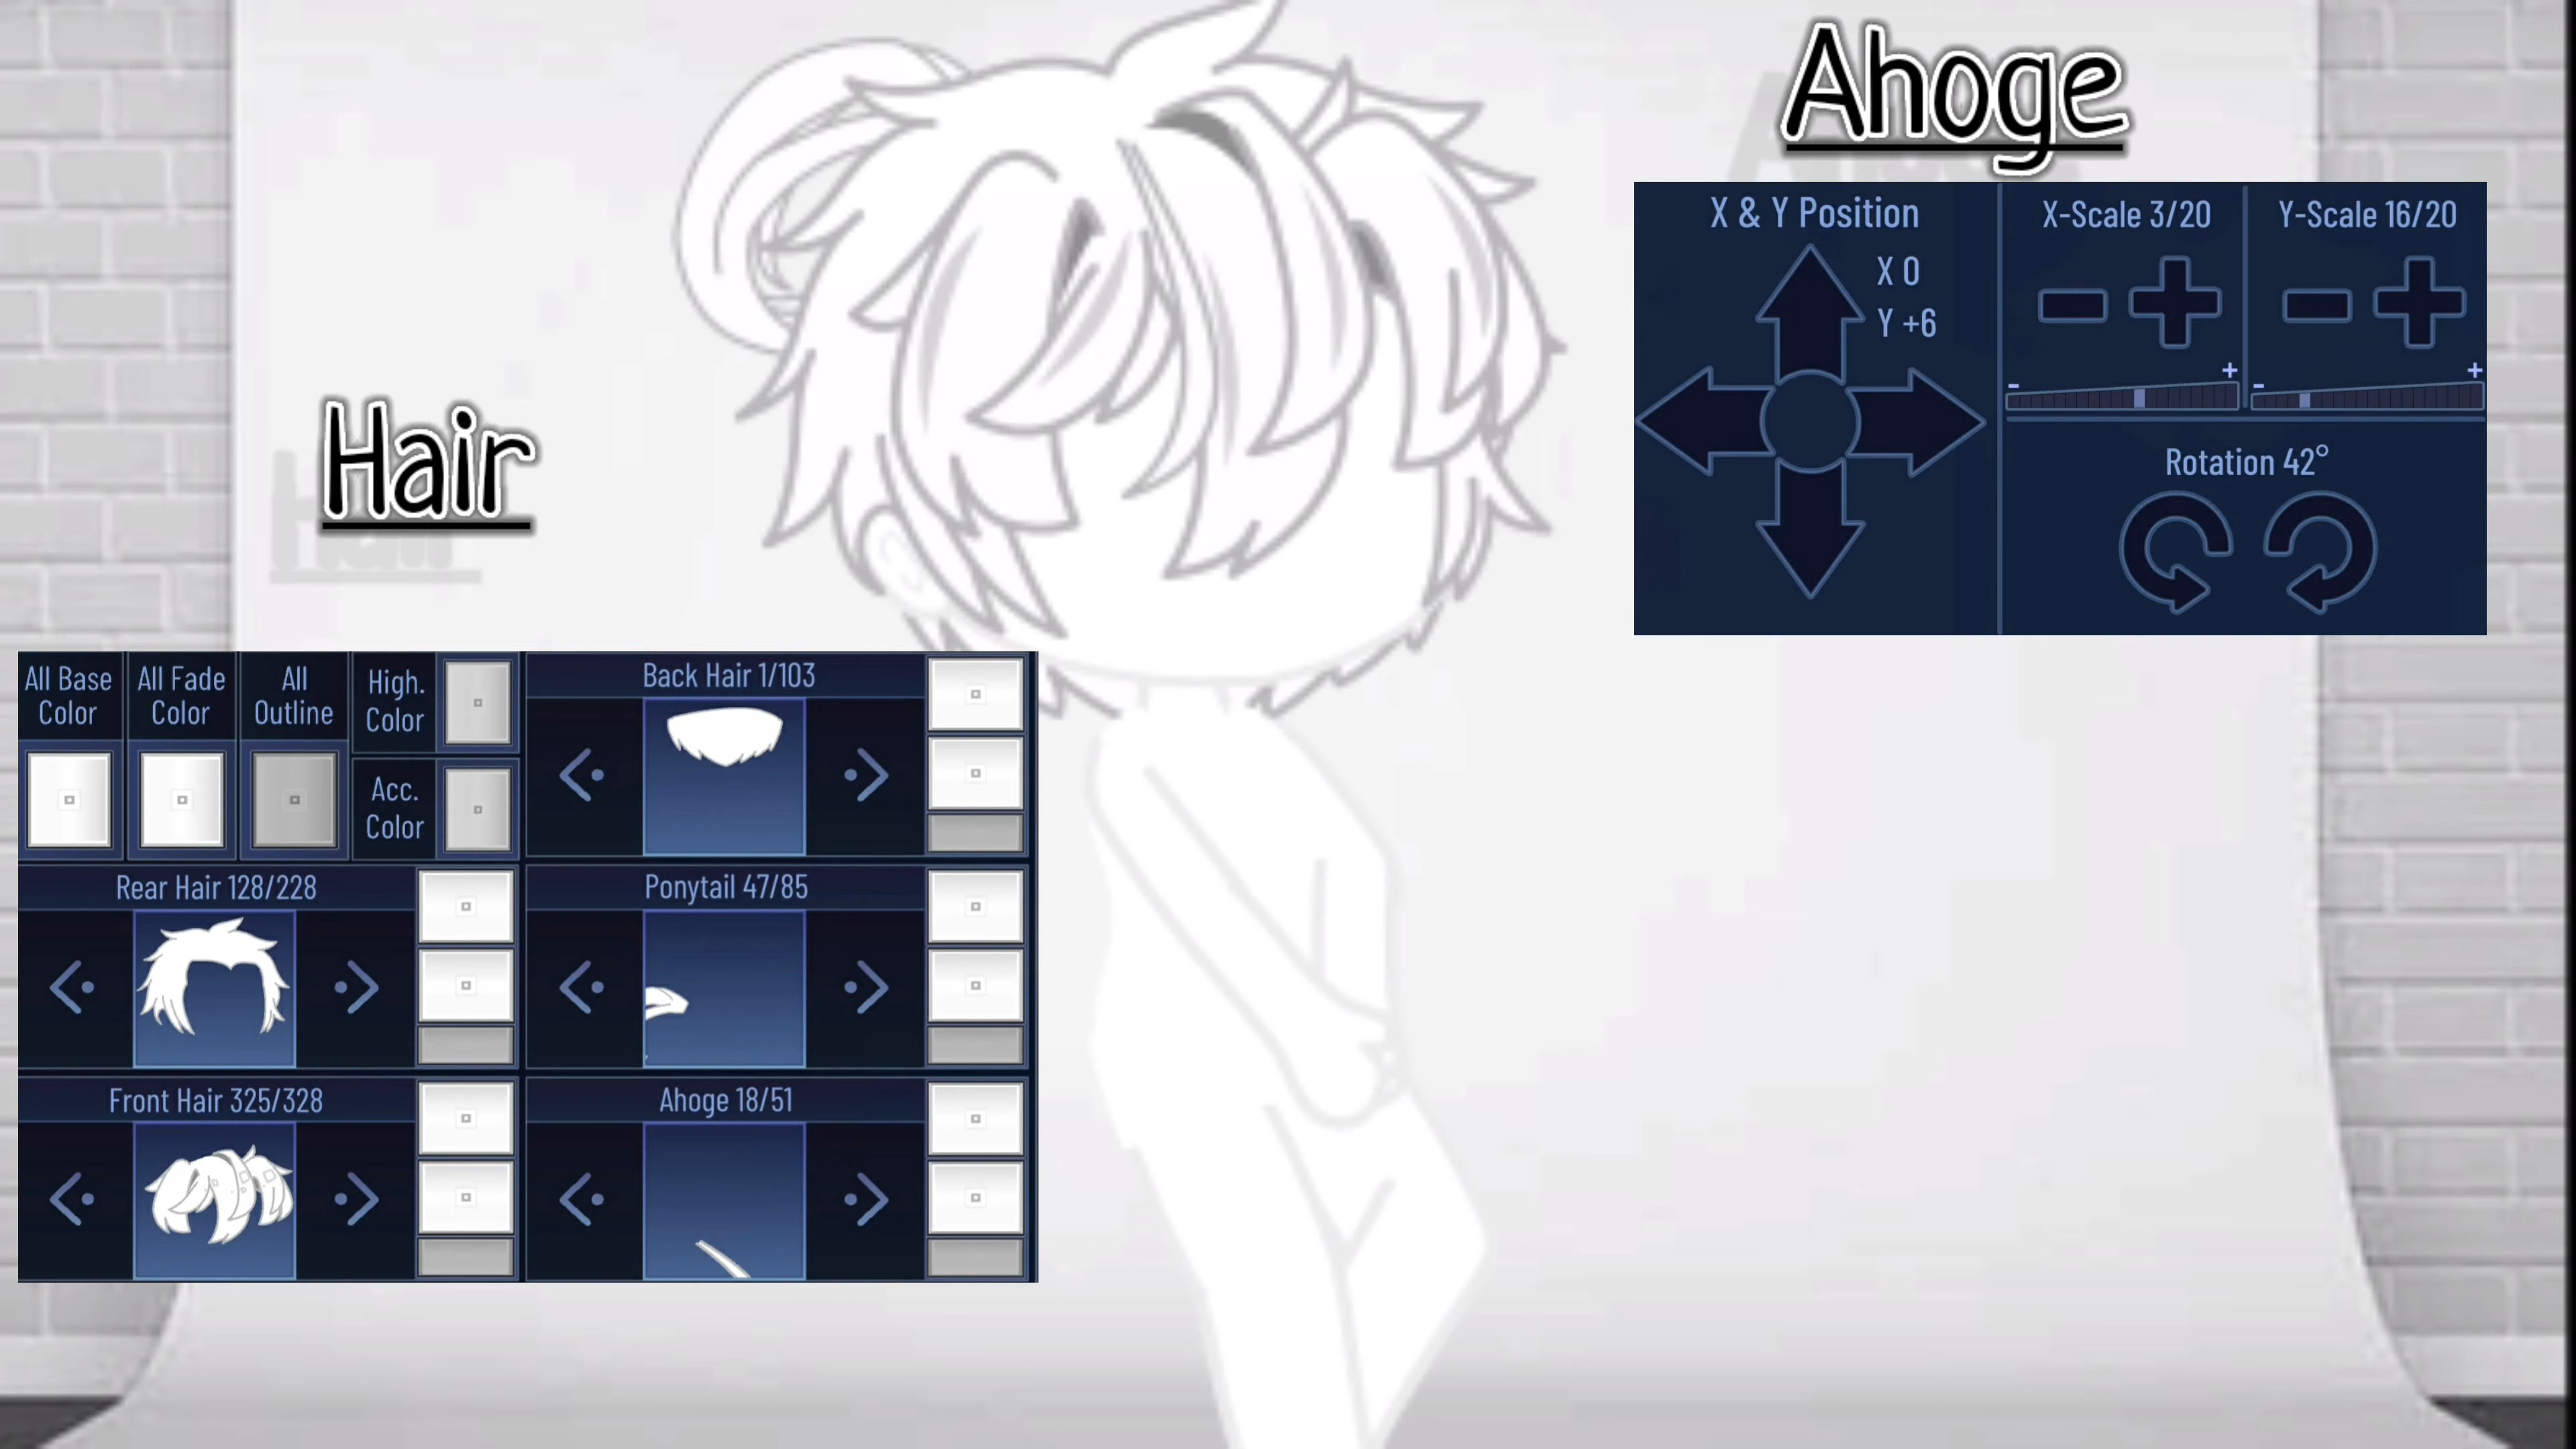 Ahoge
X & Y Position
X 0
Y +6
X-Scale 3/20
- +
Y-Scale 16/20
- +
Rotation 42°
Hair
All Base
Color
All Fade
Color
All
Outline
High.
Color
Acc.
Color
Back Hair 1/103
Rear Hair 128/228
Ponytail 47/85
Front Hair 325/328
Ahoge 18/51